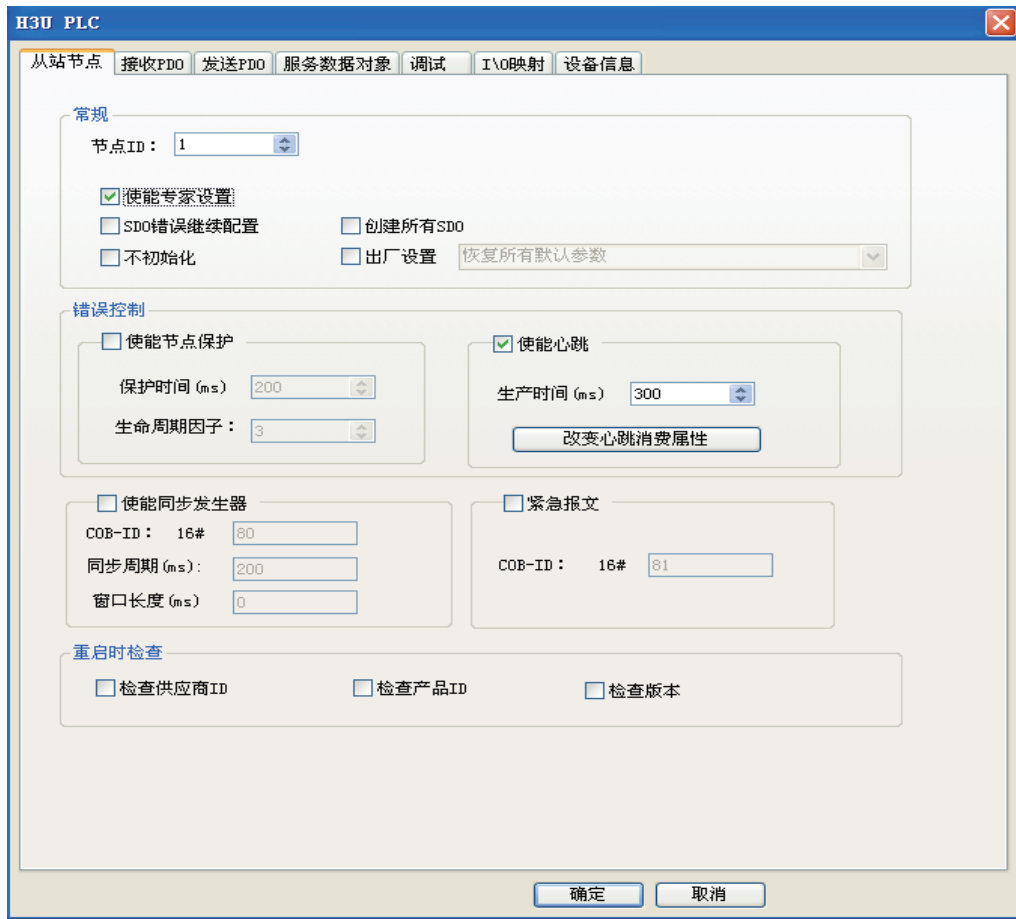 H3U PLC
从站节点 接收PDO 发送PDO 服务数据对象 调试 I\O映射 设备信息
常规
节点ID： 1
使能专家设置
SDO错误继续配置 创建所有SDO
不初始化 出厂设置 恢复所有默认参数
错误控制
使能节点保护 使能心跳
保护时间(ms) 200 生产时间(ms) 300
生命周期因子： 3 改变心跳消费属性
使能同步发生器 紧急报文
COB-ID： 16# 80
同步周期(ms): 200 COB-ID： 16# 81
窗口长度(ms) 0
重启时检查
检查供应商ID 检查产品ID 检查版本
确定 取消